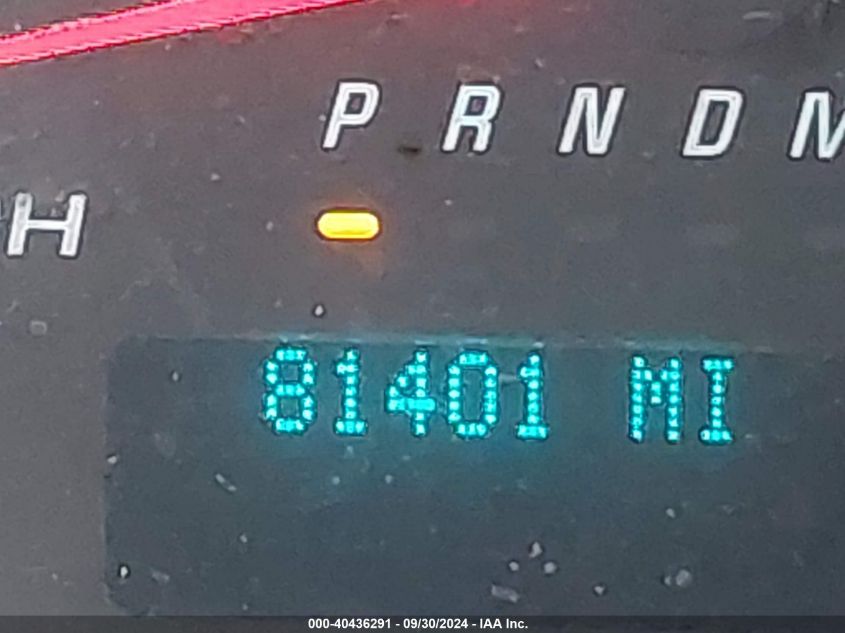 P R N D M
H
81401 MI
000-40436291 - 09/30/2024 - IAA Inc.